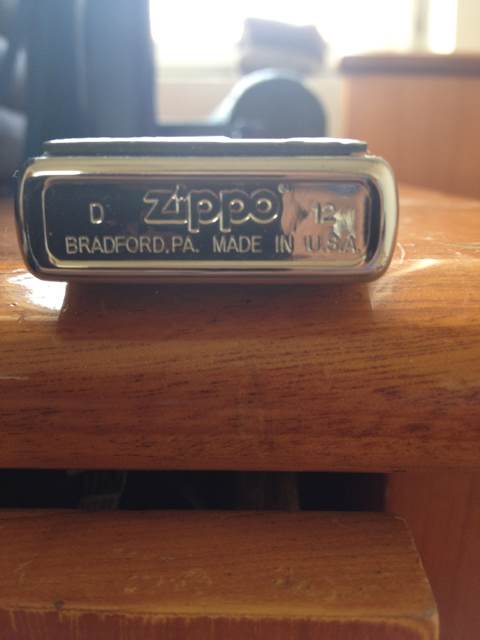 D zippo ® 12
BRADFORD, PA. MADE IN U.S.A.